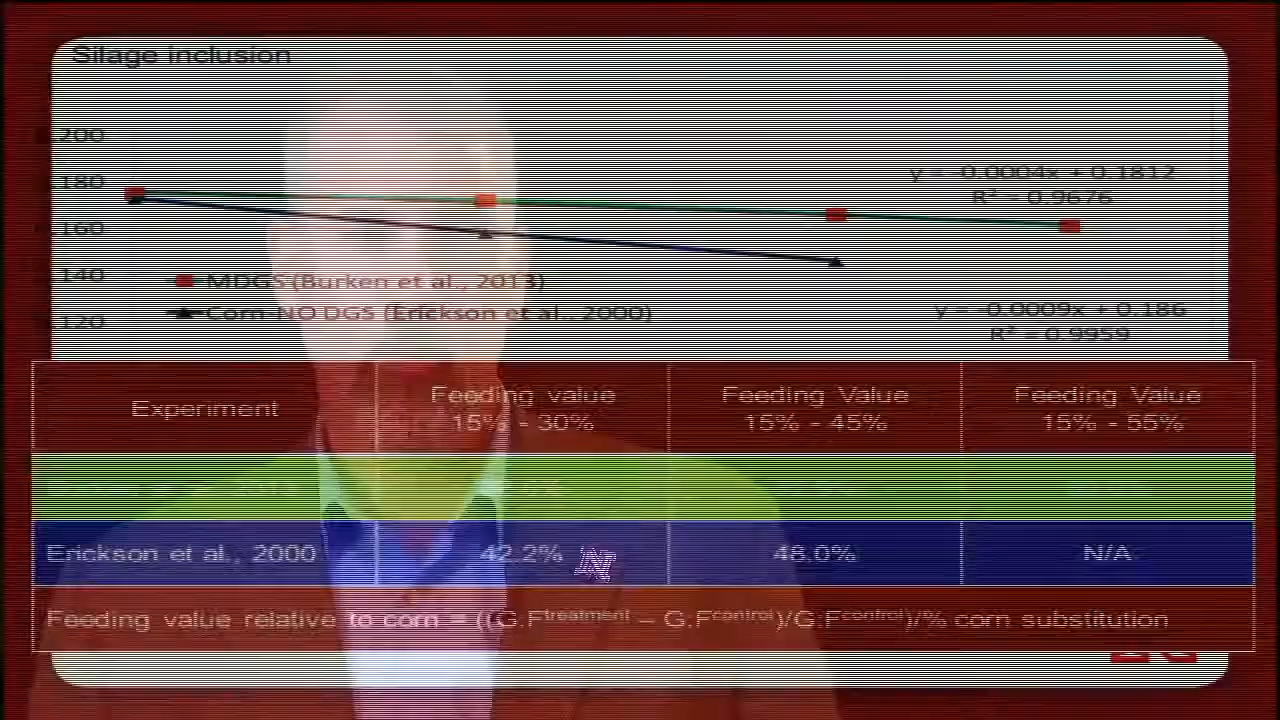 Silage inclusion
200
180
160
140
120
y = -0.0004x + 0.1812
R² = 0.9676
MDGS (Burken et al., 2013)
Corn-NO DGS (Erickson et al., 2000)
y = -0.0009x + 0.186
R² = 0.9959
Experiment
Feeding value
15% - 30%
Feeding Value
15% - 45%
Feeding Value
15% - 55%
Erickson et al., 2000
42.2%
48.0%
N/A
N
Feeding value relative to corn = ((G:Ftreatment – G:Fcontrol)/G:Fcontrol)/% corn substitution